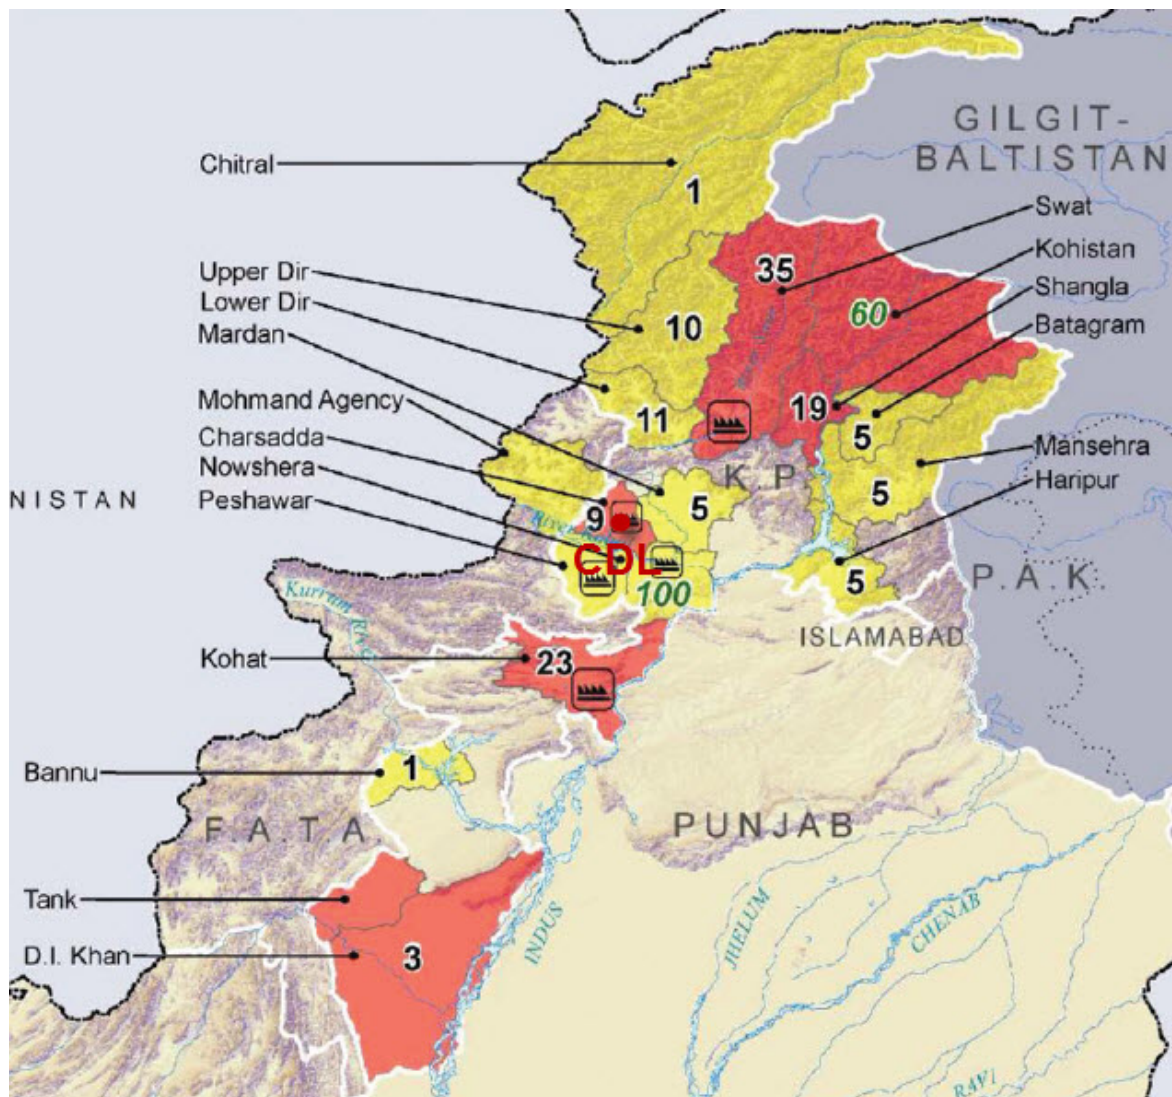 GILGIT-
BALTISTAN
Chitral
1
Swat
Kohistan
Shangla
Batagram
Upper Dir
Lower Dir
Mardan
35
60
10
Mohmand Agency
Charsadda
Nowshera
Peshawar
11
19
5
Mansehra
Haripur
K P
NISTAN
9
5
5
CDL
100
5
P.A.K.
ISLAMABAD
Kurrum River
Kohat
23
Bannu
1
F.A.T.A
PUNJAB
Tank
D.I. Khan
3
INDUS
JHELUM
CHENAB
RAVI